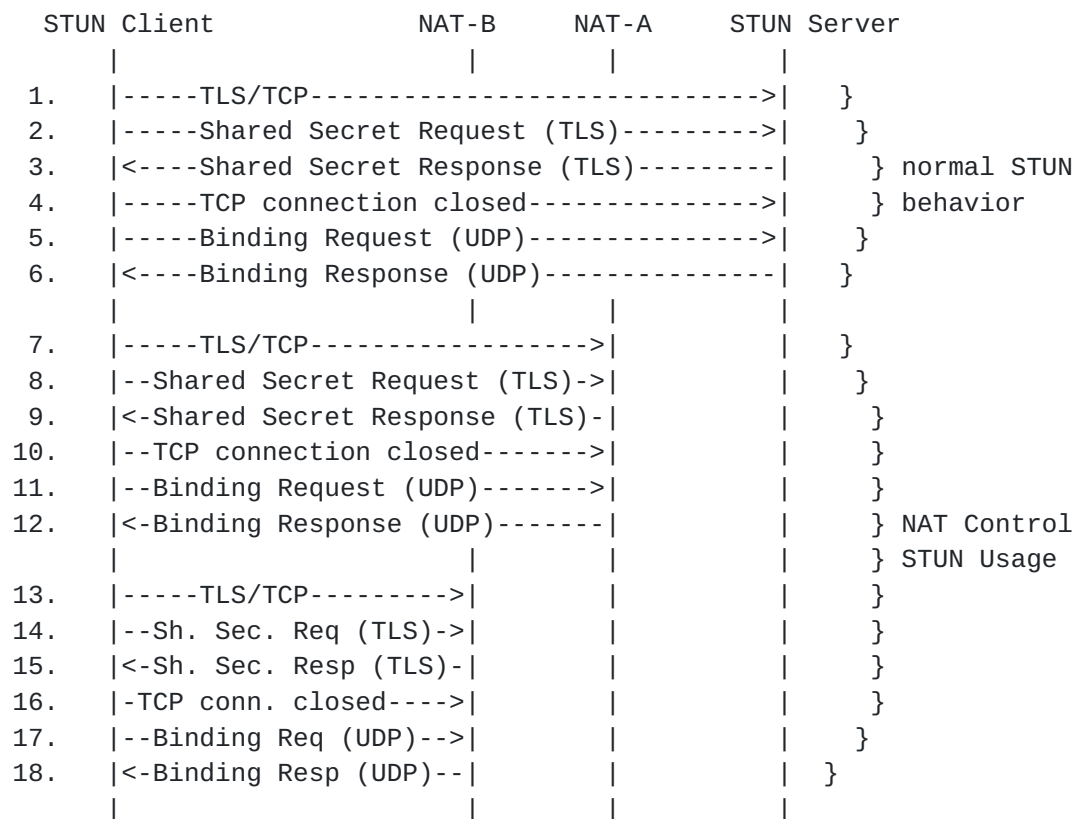 STUN Client             NAT-B     NAT-A     STUN Server
     |                      |        |          |
1.   |-----TLS/TCP----------------------------->|   }
2.   |-----Shared Secret Request (TLS)--------->|    }
3.   |<----Shared Secret Response (TLS)---------|     } normal STUN
4.   |-----TCP connection closed--------------->|     } behavior
5.   |-----Binding Request (UDP)--------------->|    }
6.   |<----Binding Response (UDP)---------------|   }
     |                      |        |          |
7.   |-----TLS/TCP------------------>|          |   }
8.   |--Shared Secret Request (TLS)->|          |    }
9.   |<-Shared Secret Response (TLS)-|          |     }
10.  |--TCP connection closed------->|          |     }
11.  |--Binding Request (UDP)------->|          |     }
12.  |<-Binding Response (UDP)-------|          |     } NAT Control
     |                      |        |          |     } STUN Usage
13.  |-----TLS/TCP--------->|        |          |     }
14.  |--Sh. Sec. Req (TLS)->|        |          |     }
15.  |<-Sh. Sec. Resp (TLS)-|        |          |     }
16.  |-TCP conn. closed---->|        |          |     }
17.  |--Binding Req (UDP)-->|        |          |    }
18.  |<-Binding Resp (UDP)--|        |          |  }
     |                      |        |          |